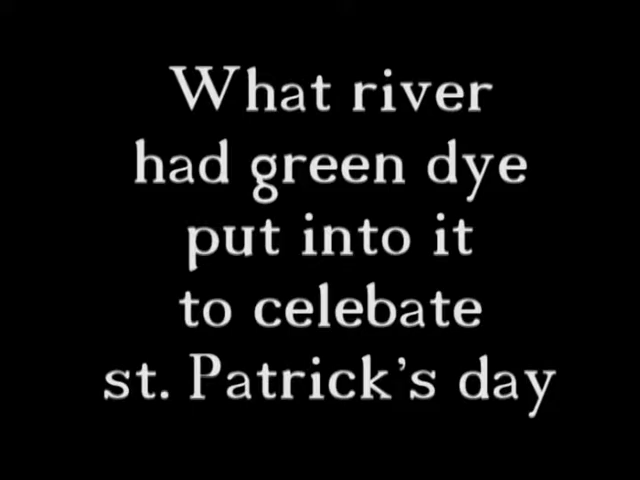 What river
had green dye
put into it
to celebate
st. Patrick's day